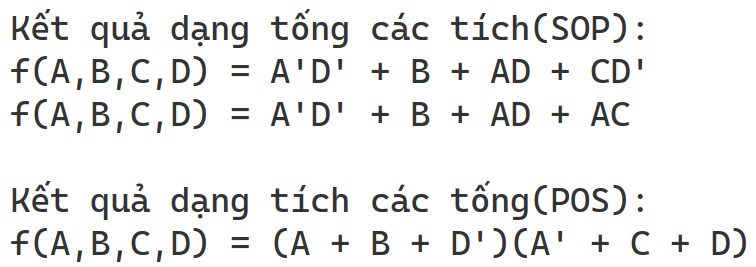 Kết quả dạng tổng các tích(SOP):
f(A,B,C,D) = A'D' + B + AD + CD'
f(A,B,C,D) = A'D' + B + AD + AC
Kết quả dạng tích các tổng(POS):
f(A,B,C,D) = (A + B + D')(A' + C + D)